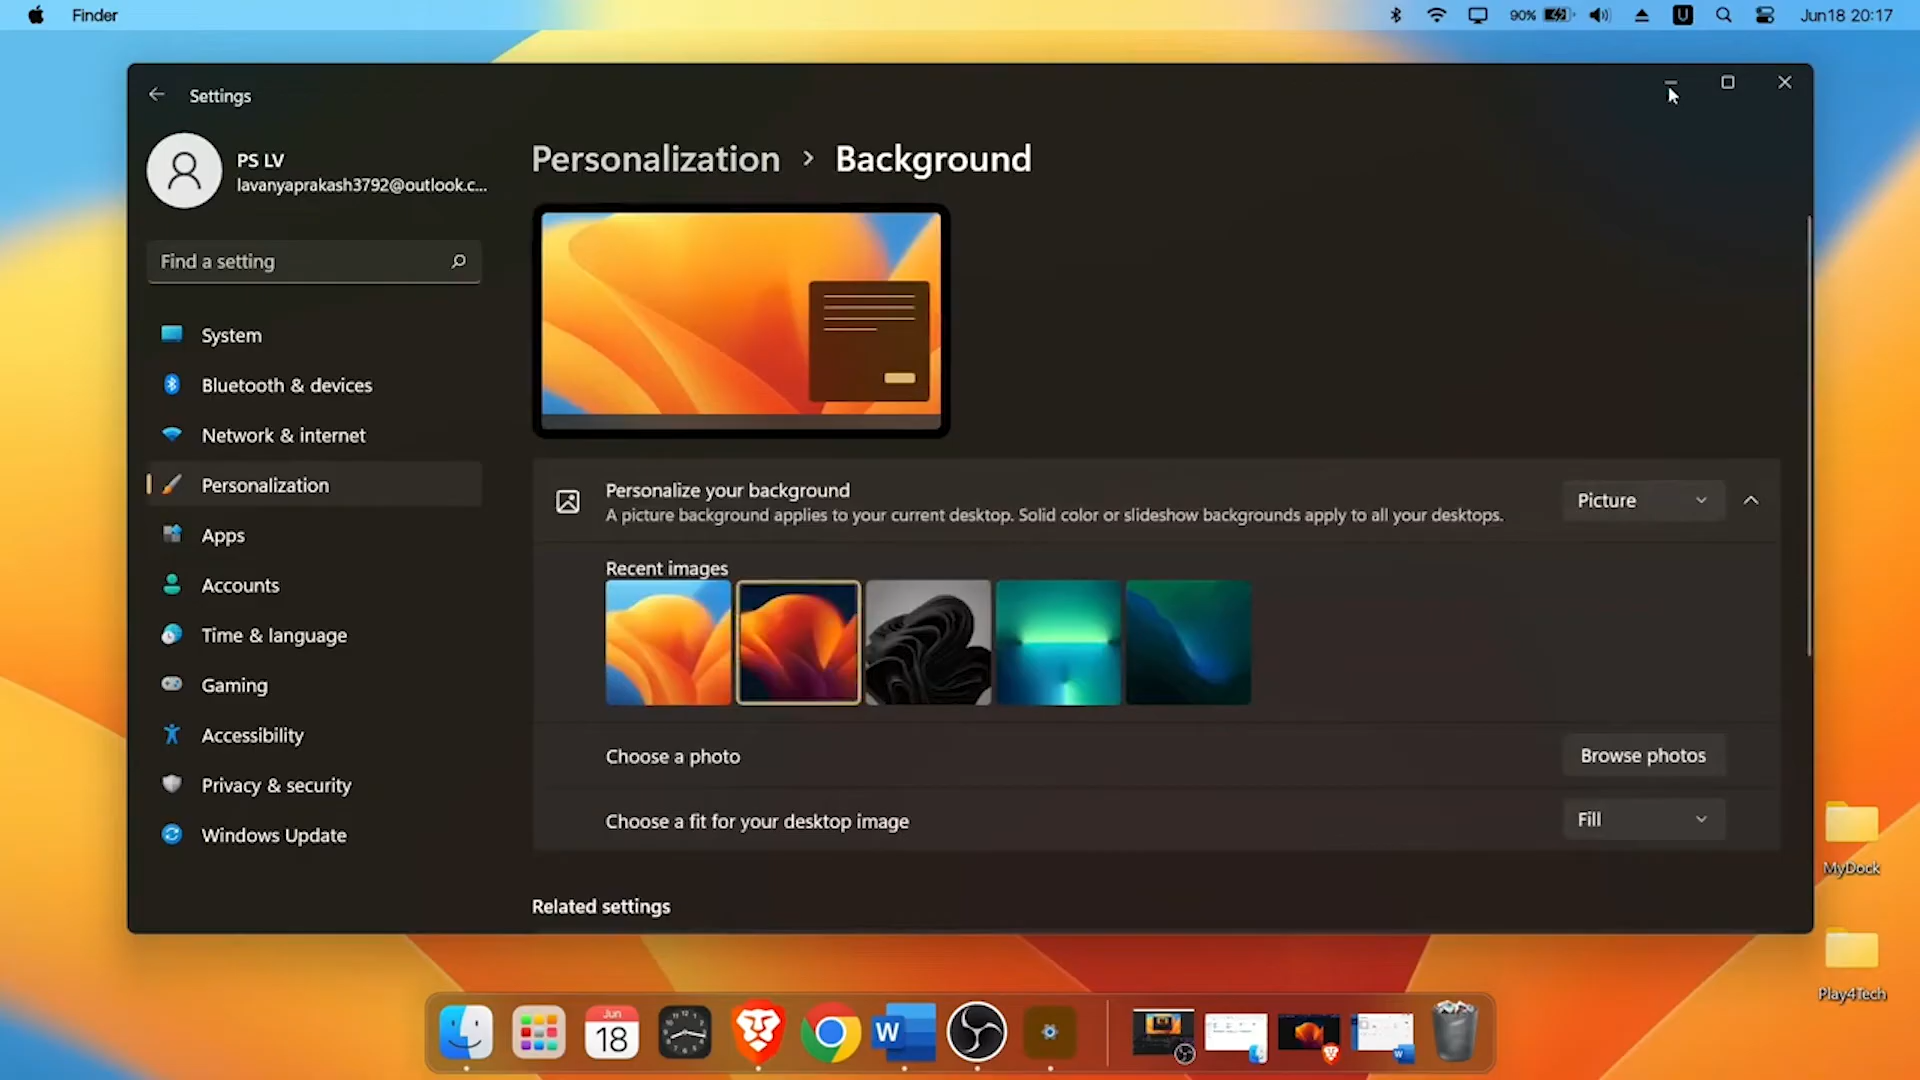 Finder
90%
U
Jun18 20:17
Settings
PS LV
lavanyaprakash3792@outlook.c...
Find a setting
System
Bluetooth & devices
Network & internet
Personalization
Apps
Accounts
Time & language
Gaming
Accessibility
Privacy & security
Windows Update
Personalization > Background
Personalize your background
A picture background applies to your current desktop. Solid color or slideshow backgrounds apply to all your desktops.
Picture
Recent images
Choose a photo
Browse photos
Choose a fit for your desktop image
Fill
Related settings
MyDock
Play4Tech
Jun
18
W